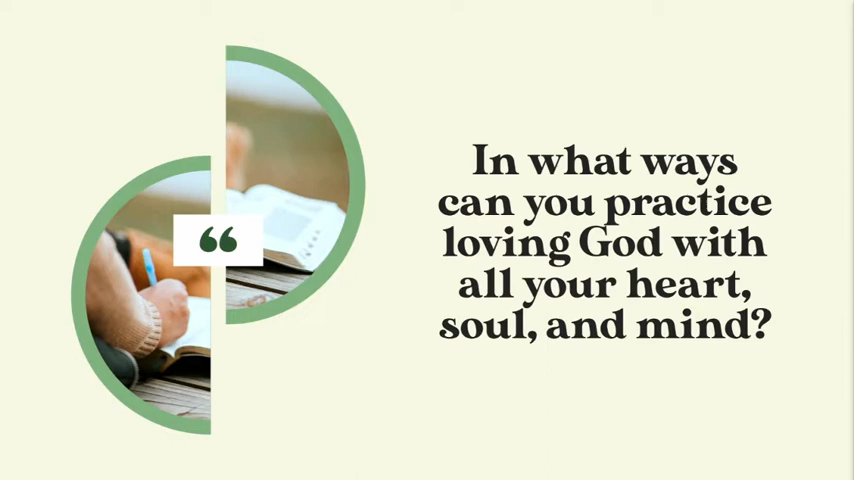 In what ways
can you practice
loving God with
all your heart,
soul, and mind?